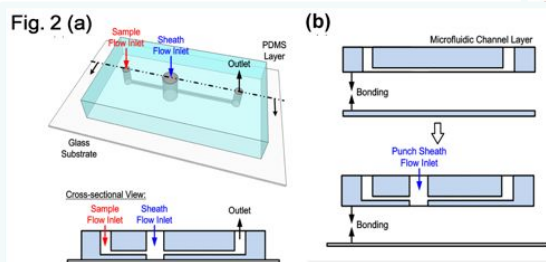 Fig. 2 (a)
Sample
Flow Inlet
Sheath
Flow Inlet
PDMS
Layer
Outlet
Glass
Substrate
Cross-sectional View:
Sample
Flow Inlet
Sheath
Flow Inlet
Outlet
(b)
Microfluidic Channel Layer
Bonding
Punch Sheath
Flow Inlet
Bonding